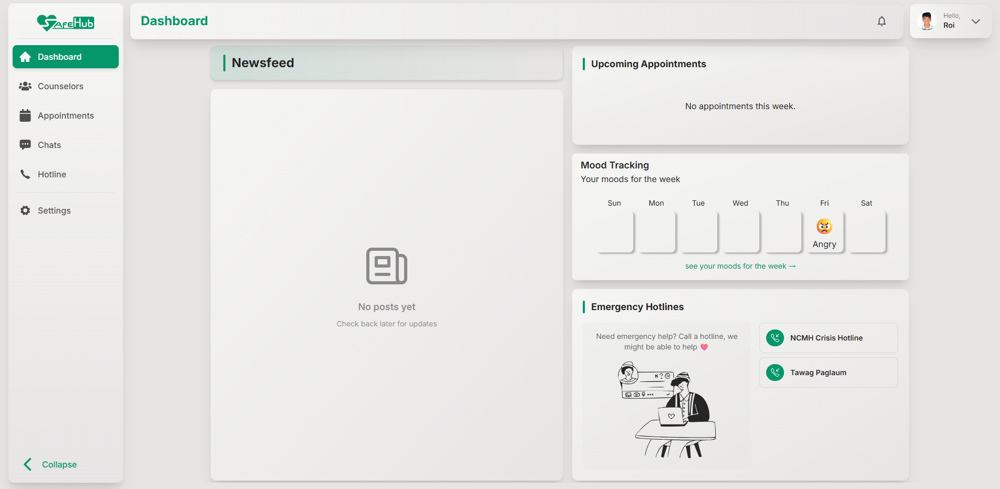 SAFEHub
Dashboard
Counselors
Appointments
Chats
Hotline
Settings
Collapse
Dashboard
Hello,
Roi
Newsfeed
No posts yet
Check back later for updates
Upcoming Appointments
No appointments this week.
Mood Tracking
Your moods for the week
Sun Mon Tue Wed Thu Fri Sat
Angry
see your moods for the week →
Emergency Hotlines
Need emergency help? Call a hotline, we
might be able to help 💗
# ? @
NCMH Crisis Hotline
Tawag Paglaum